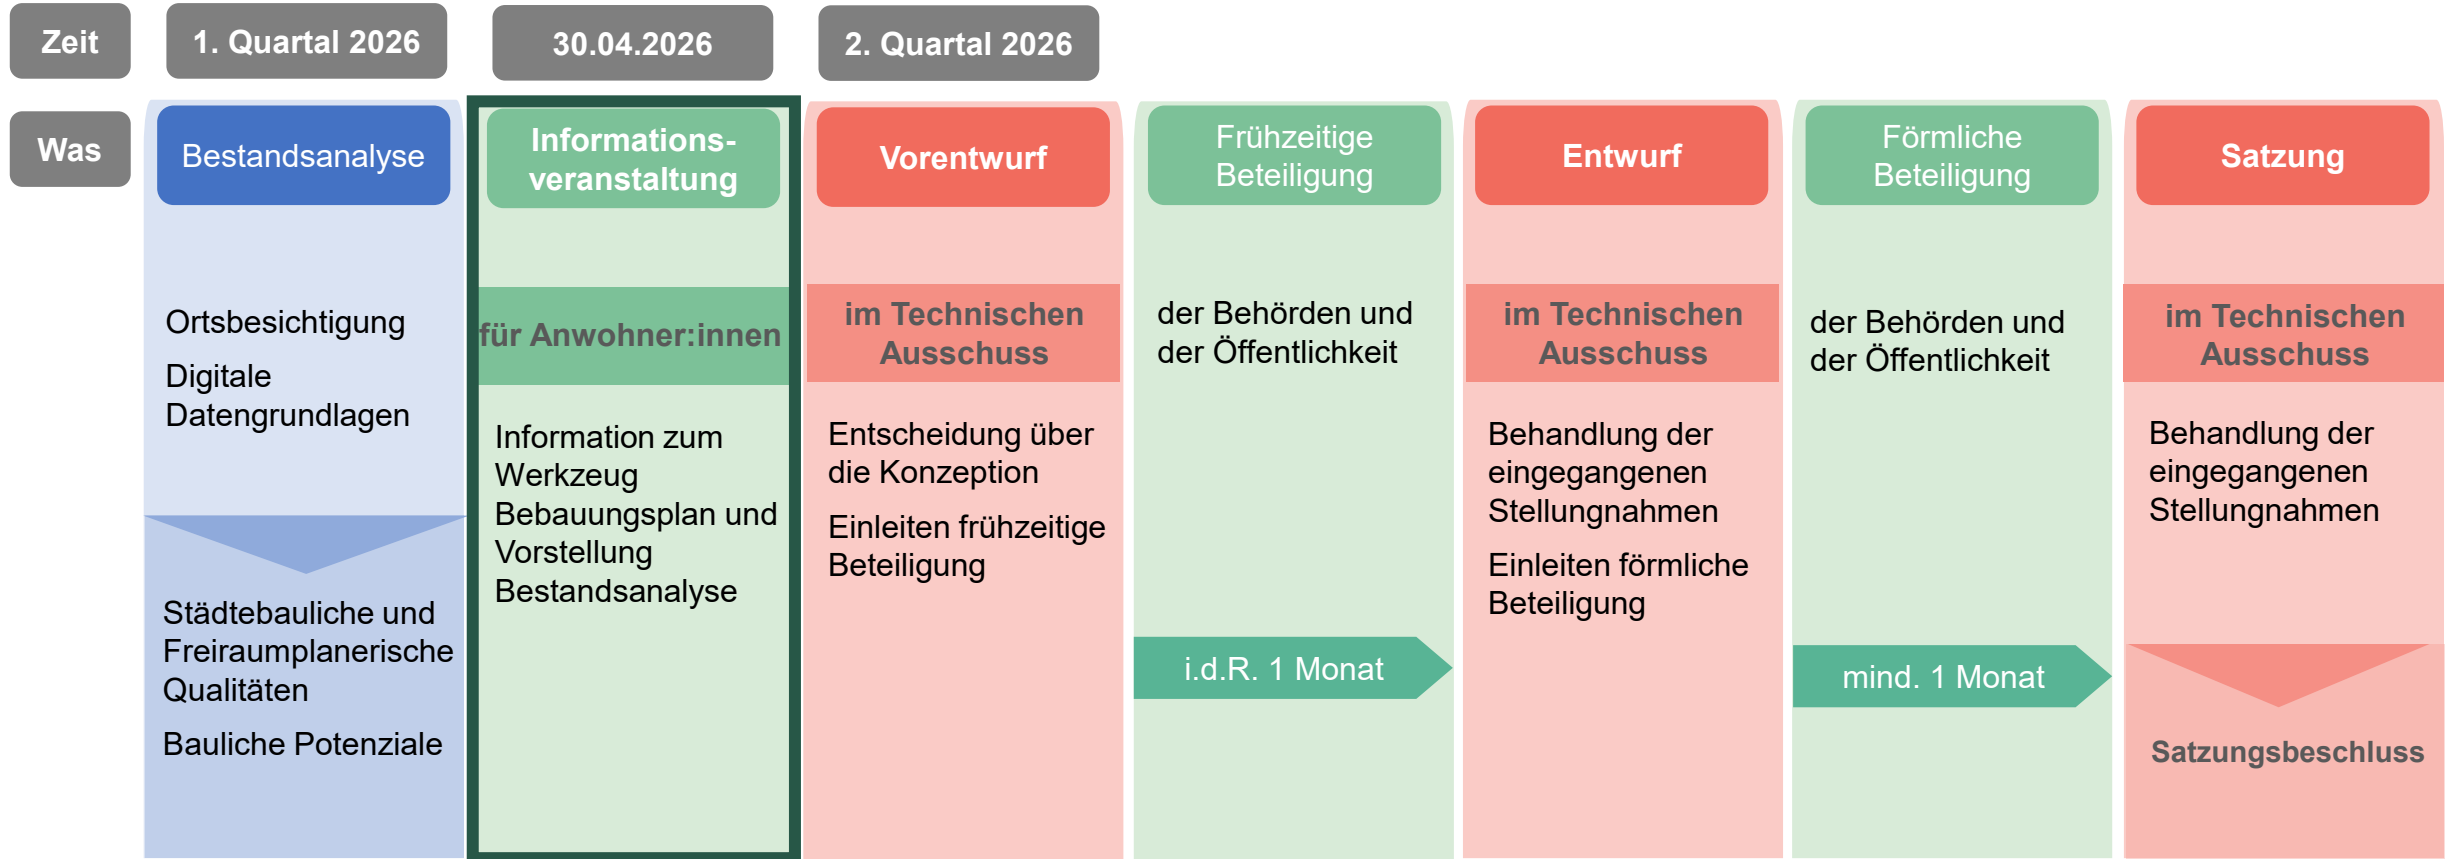 Zeit
1. Quartal 2026
30.04.2026
2. Quartal 2026
Was
Bestandsanalyse
Ortsbesichtigung
Digitale
Datengrundlagen
Städtebauliche und
Freiraumplanerische
Qualitäten
Bauliche Potenziale
Informations-
veranstaltung
für Anwohner:innen
Information zum
Werkzeug
Bebauungsplan und
Vorstellung
Bestandsanalyse
Vorentwurf
im Technischen
Ausschuss
Entscheidung über
die Konzeption
Einleiten frühzeitige
Beteiligung
Frühzeitige
Beteiligung
der Behörden und
der Öffentlichkeit
i.d.R. 1 Monat
Entwurf
im Technischen
Ausschuss
Behandlung der
eingegangenen
Stellungnahmen
Einleiten förmliche
Beteiligung
Förmliche
Beteiligung
der Behörden und
der Öffentlichkeit
mind. 1 Monat
Satzung
im Technischen
Ausschuss
Behandlung der
eingegangenen
Stellungnahmen
Satzungsbeschluss